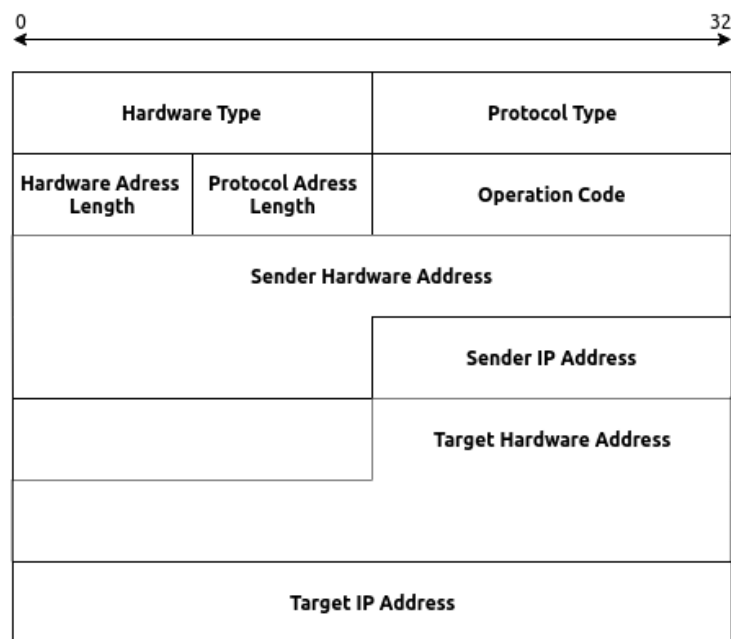 0 32
Hardware Type Protocol Type
Hardware Adress Protocol Adress
Length Length
Operation Code
Sender Hardware Address
Sender IP Address
Target Hardware Address
Target IP Address